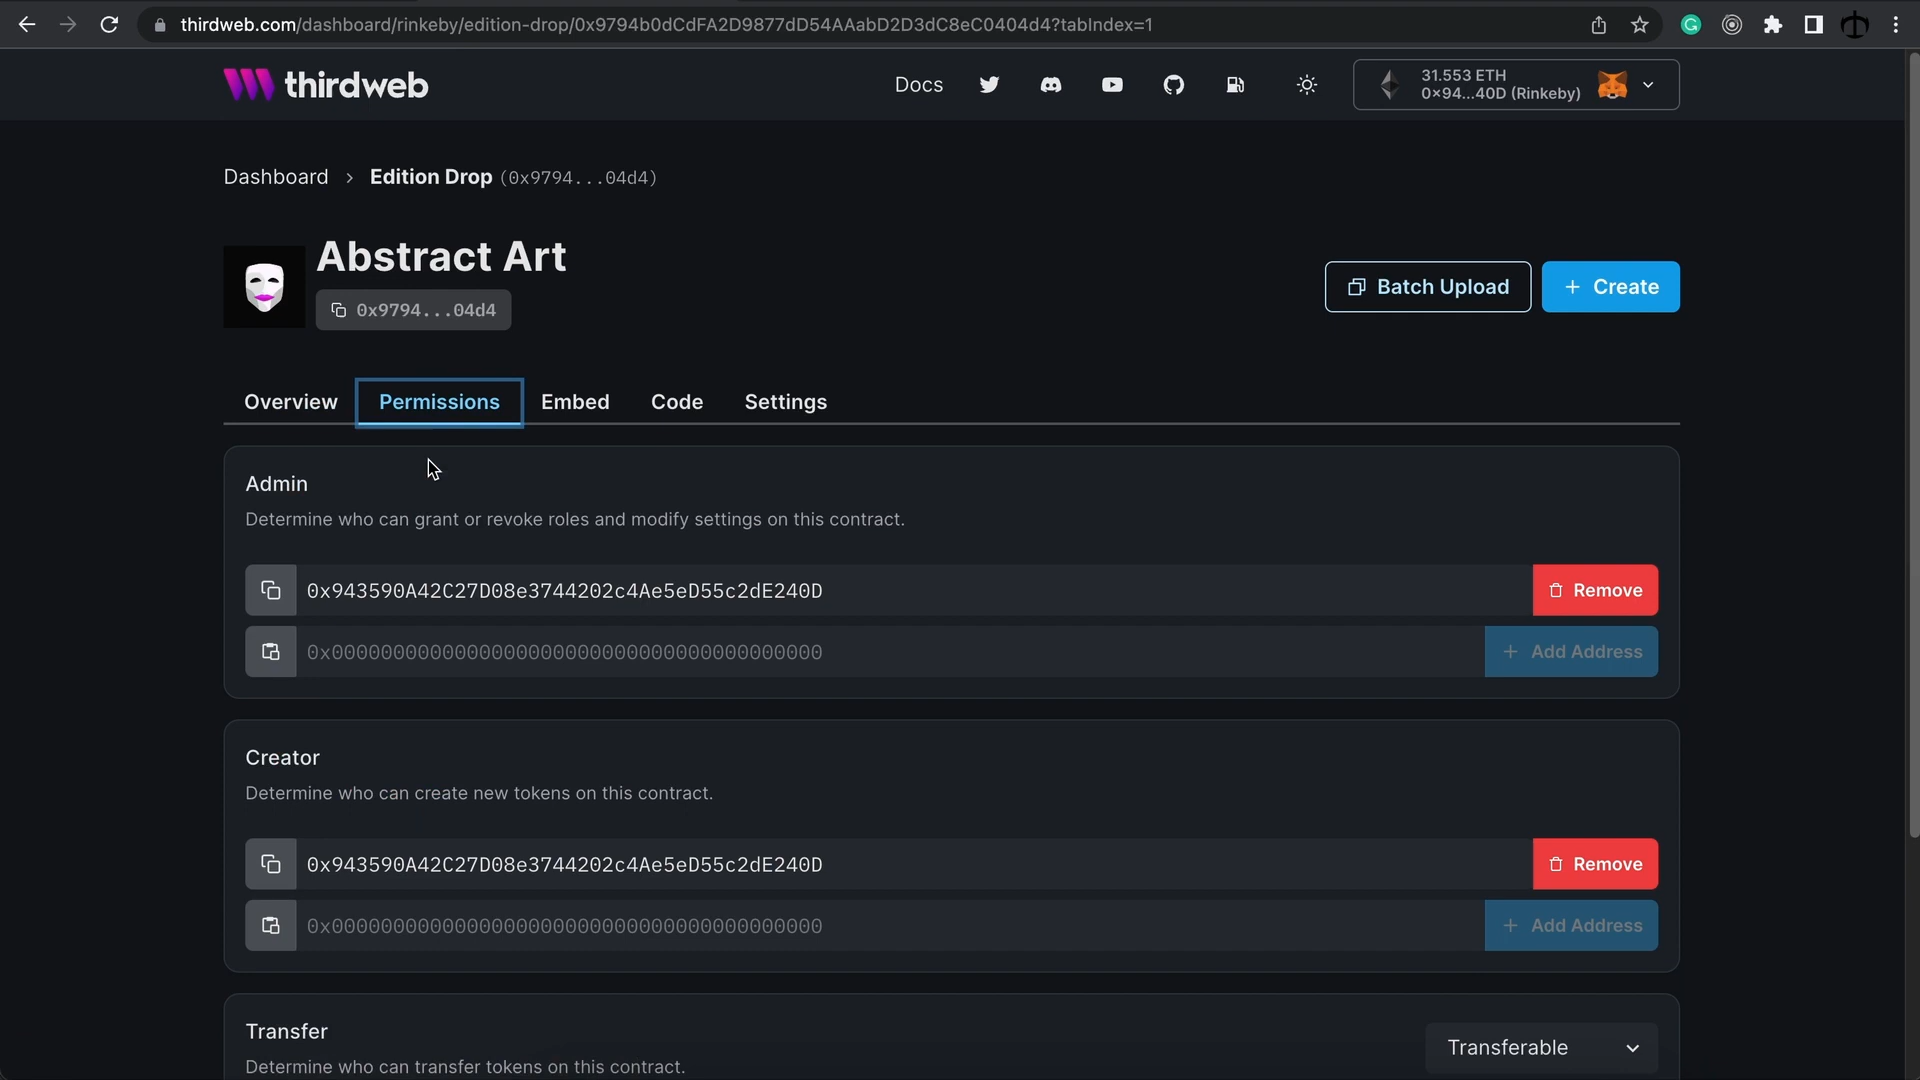 thirdweb.com/dashboard/rinkeby/edition-drop/0x9794b0dCdFA2D9877dD54AAabD2D3dC8eC0404d4?tabIndex=1
thirdweb
Docs
31.553 ETH
0×94...40D (Rinkeby)
Dashboard > Edition Drop (0x9794...04d4)
Abstract Art
0x9794...04d4
Batch Upload
+ Create
Overview Permissions Embed Code Settings
Admin
Determine who can grant or revoke roles and modify settings on this contract.
0x943590A42C27D08e3744202c4Ae5eD55c2dE240D
Remove
0x0000000000000000000000000000000000000000
+ Add Address
Creator
Determine who can create new tokens on this contract.
0x943590A42C27D08e3744202c4Ae5eD55c2dE240D
Remove
0x0000000000000000000000000000000000000000
+ Add Address
Transfer
Determine who can transfer tokens on this contract.
Transferable